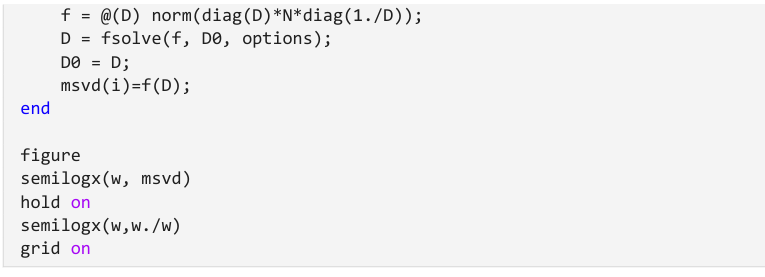 f = @(D) norm(diag(D)*N*diag(1./D));
D = fsolve(f, D0, options);
D0 = D;
msvd(i)=f(D);
end
figure
semilogx(w, msvd)
hold on
semilogx(w,w./w)
grid on